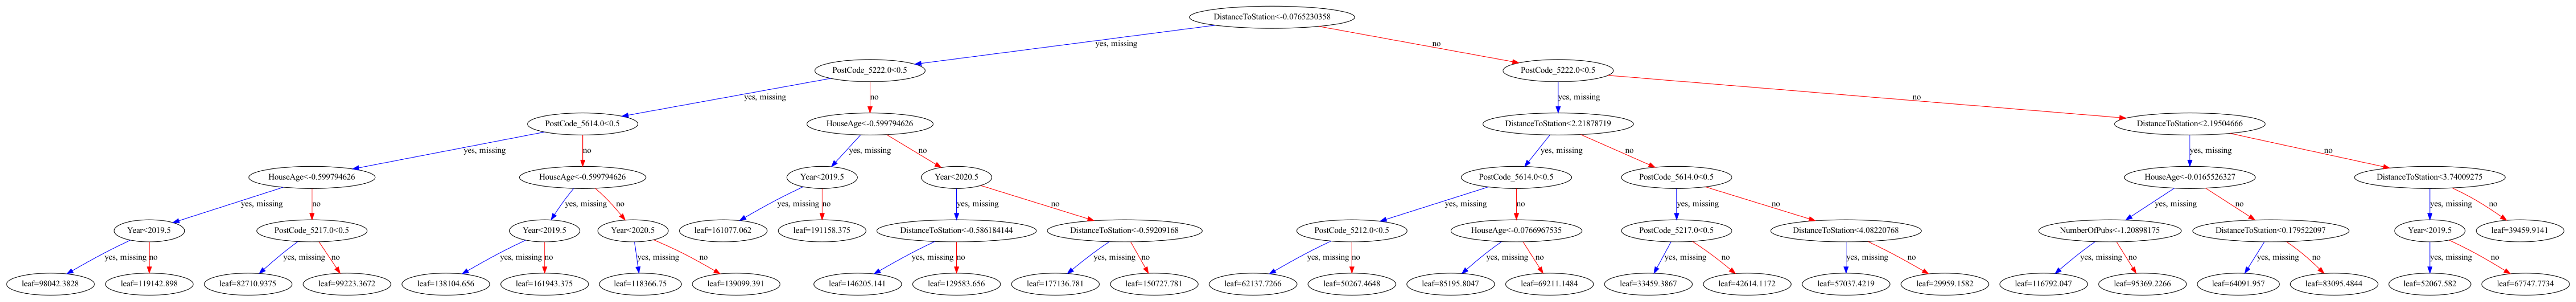 DistanceToStation<-0.0765230358
yes, missing
no
PostCode_5222.0<0.5
PostCode_5222.0<0.5
yes, missing
no
yes, missing
no
PostCode_5614.0<0.5
HouseAge<-0.599794626
DistanceToStation<2.21878719
DistanceToStation<2.19504666
yes, missing
no
yes, missing
no
yes, missing
no
yes, missing
no
HouseAge<-0.599794626
HouseAge<-0.599794626
Year<2019.5
Year<2020.5
PostCode_5614.0<0.5
PostCode_5614.0<0.5
HouseAge<-0.0165526327
DistanceToStation<3.74009275
yes, missing
no
yes, missing
no
yes, missing
no
yes, missing
no
yes, missing
no
yes, missing
no
yes, missing
no
yes, missing
no
Year<2019.5
PostCode_5217.0<0.5
Year<2019.5
Year<2020.5
leaf=161077.062
leaf=191158.375
DistanceToStation<-0.586184144
DistanceToStation<-0.59209168
PostCode_5212.0<0.5
HouseAge<-0.0766967535
PostCode_5217.0<0.5
DistanceToStation<4.08220768
NumberOfPubs<-1.20898175
DistanceToStation<0.179522097
Year<2019.5
leaf=39459.9141
yes, missing
no
yes, missing
no
yes, missing
no
yes, missing
no
yes, missing
no
yes, missing
no
yes, missing
no
yes, missing
no
yes, missing
no
yes, missing
no
yes, missing
no
yes, missing
no
yes, missing
no
leaf=98042.3828
leaf=119142.898
leaf=82710.9375
leaf=99223.3672
leaf=138104.656
leaf=161943.375
leaf=118366.75
leaf=139099.391
leaf=146205.141
leaf=129583.656
leaf=177136.781
leaf=150727.781
leaf=62137.7266
leaf=50267.4648
leaf=85195.8047
leaf=69211.1484
leaf=33459.3867
leaf=42614.1172
leaf=57037.4219
leaf=29959.1582
leaf=116792.047
leaf=95369.2266
leaf=64091.957
leaf=83095.4844
leaf=52067.582
leaf=67747.7734